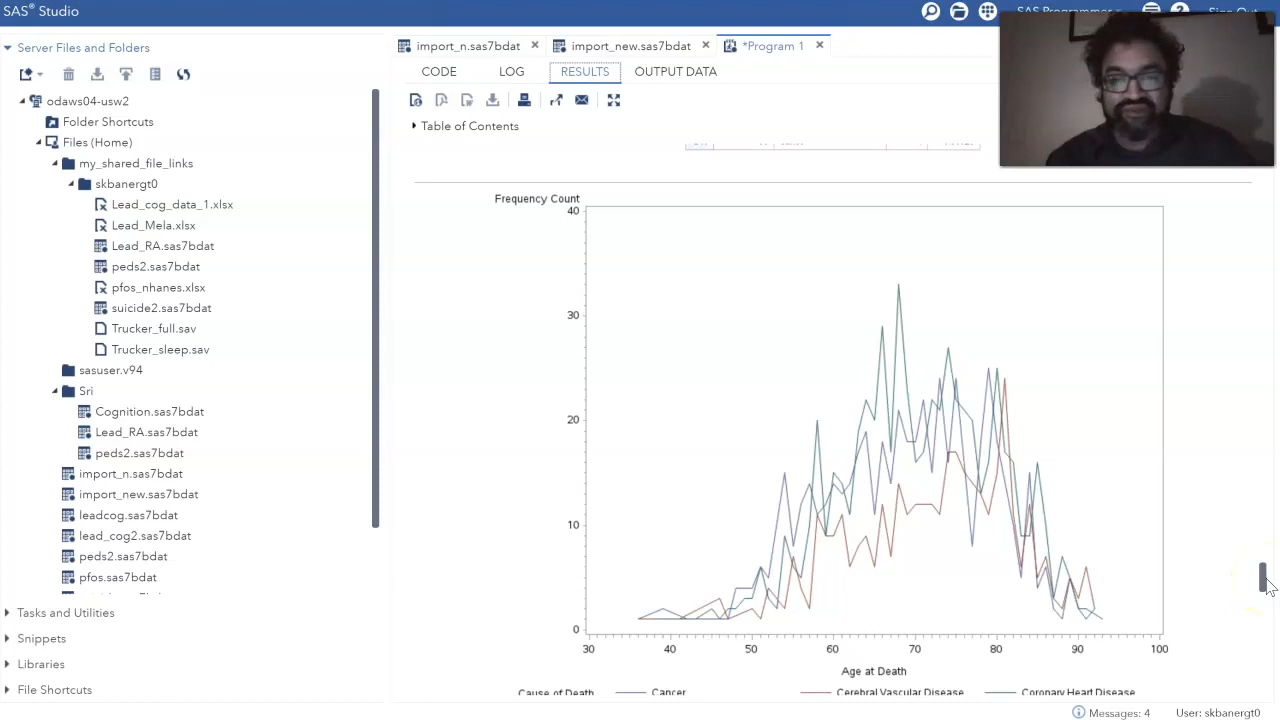 SAS® Studio
SAS Programmer
Sign Out
Server Files and Folders
import_n.sas7bdat
import_new.sas7bdat
*Program 1
CODE
LOG
RESULTS
OUTPUT DATA
odaws04-usw2
Folder Shortcuts
Table of Contents
Files (Home)
my_shared_file_links
skbanergt0
Lead_cog_data_1.xlsx
Lead_Mela.xlsx
Lead_RA.sas7bdat
peds2.sas7bdat
pfos_nhanes.xlsx
suicide2.sas7bdat
Trucker_full.sav
Trucker_sleep.sav
sasuser.v94
Sri
Cognition.sas7bdat
Lead_RA.sas7bdat
peds2.sas7bdat
import_n.sas7bdat
import_new.sas7bdat
leadcog.sas7bdat
lead_cog2.sas7bdat
peds2.sas7bdat
pfos.sas7bdat
Tasks and Utilities
Snippets
Libraries
File Shortcuts
Frequency Count
40
30
20
10
0
30 40 50 60 70 80 90 100
Age at Death
Cause of Death Cancer Cerebral Vascular Disease Coronary Heart Disease
Messages: 4 User: skbanergt0